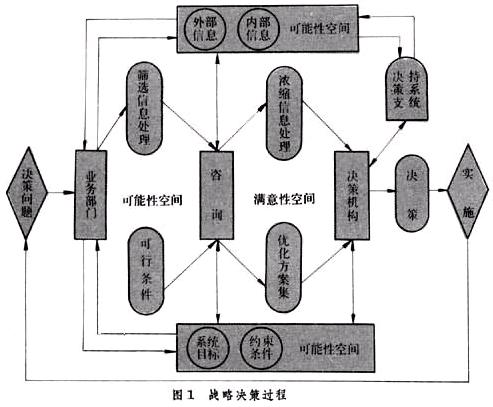 外部
信息
内部
信息
可能性空间
筛选信息处理
浓缩信息处理
决策支
持系统
决策问题
业务部门
可能性空间
咨询
满意性空间
决策机构
决策
实施
可行条件
优化方案集
系统
目标
约束
条件
可能性空间
图1 战略决策过程